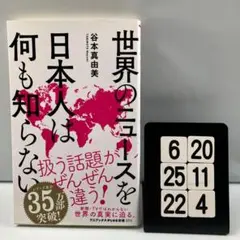 世界のニュースを
日本人は
何も知らない
谷本真由美
扱う話題が
ぜんぜん
違う!
35万部
突破!
世界の真実に迫る。
6 20
25 11
22 4